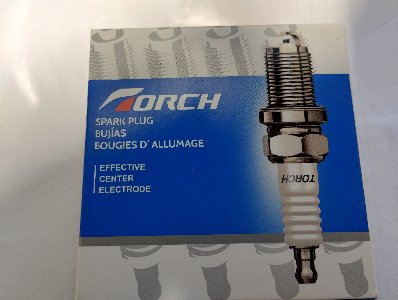 TORCH
SPARK PLUG
BUJÍAS
BOUGIES D' ALLUMAGE
EFFECTIVE
CENTER
ELECTRODE
TORCH